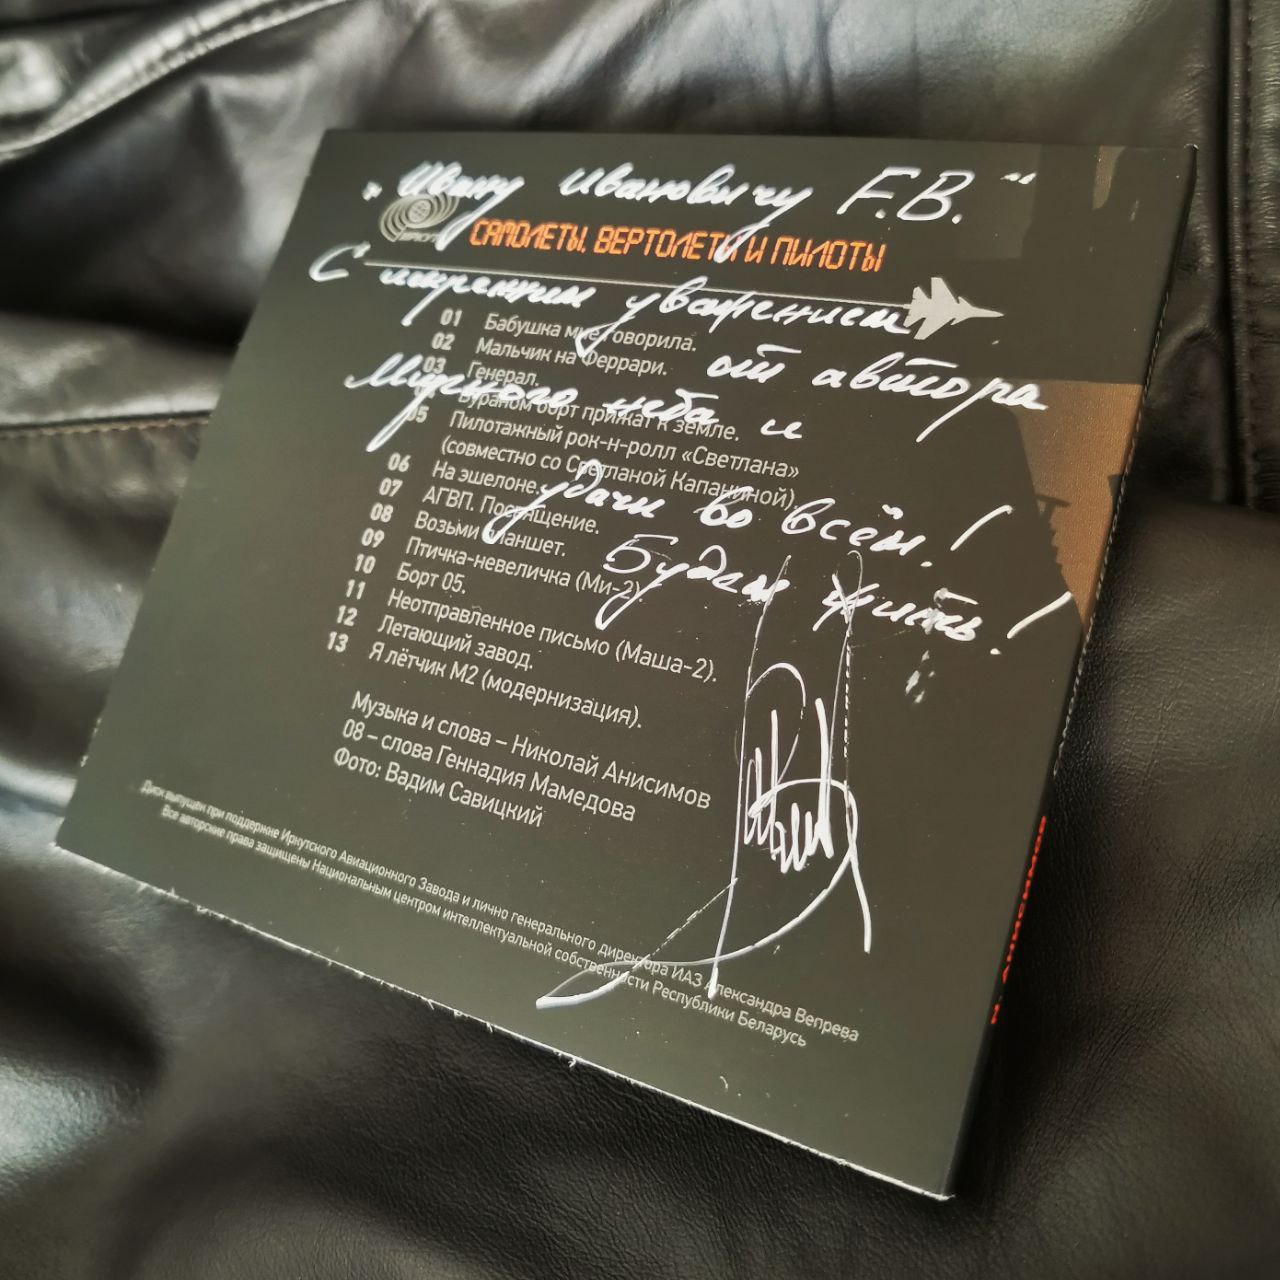 „Ивану Ивановичу F.B.“
ИРКУТ
САМОЛЕТЫ, ВЕРТОЛЕТЫ И ПИЛОТЫ
С искренним уважением
от автора
Мирного неба и
удачи во всём!
Будем жить!
01 Бабушка мне говорила.
02 Мальчик на Феррари.
03 Генерал.
Бураном борт прижат к земле.
05 Пилотажный рок-н-ролл «Светлана»
(совместно со Светланой Капаниной).
06 На эшелоне.
07 АГВП. Посвящение.
08 Возьми планшет.
09 Птичка-невеличка (Ми-2).
10 Борт 05.
11 Неотправленное письмо (Маша-2).
12 Летающий завод.
13 Я лётчик М2 (модернизация).
Музыка и слова – Николай Анисимов
08 – слова Геннадия Мамедова
Фото: Вадим Савицкий
Диск выпущен при поддержке Иркутского Авиационного Завода и лично генерального директора ИАЗ Александра Вепрева
Все авторские права защищены Национальным центром интеллектуальной собственности Республики Беларусь
Н. АНИСИМОВ